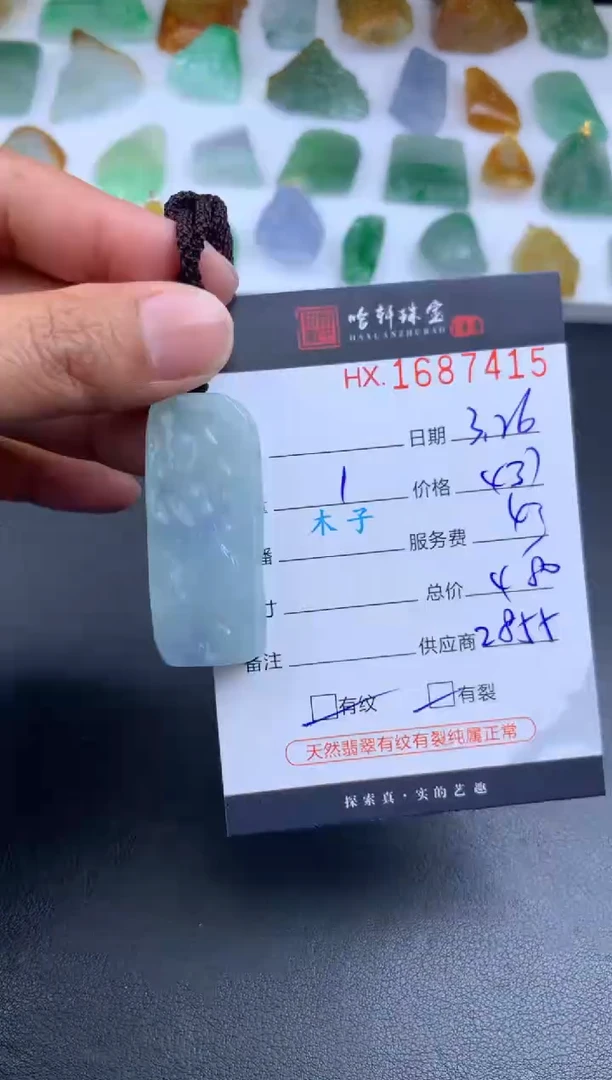 哈轩珠宝
HAXUANZHUBAO
HX.1687415
日期 3.26
1 价格 437
木子
服务费 43
寸 总价 480
备注 供应商 2855
有纹 有裂
天然翡翠有纹有裂纯属正常
探索真·实的艺趣